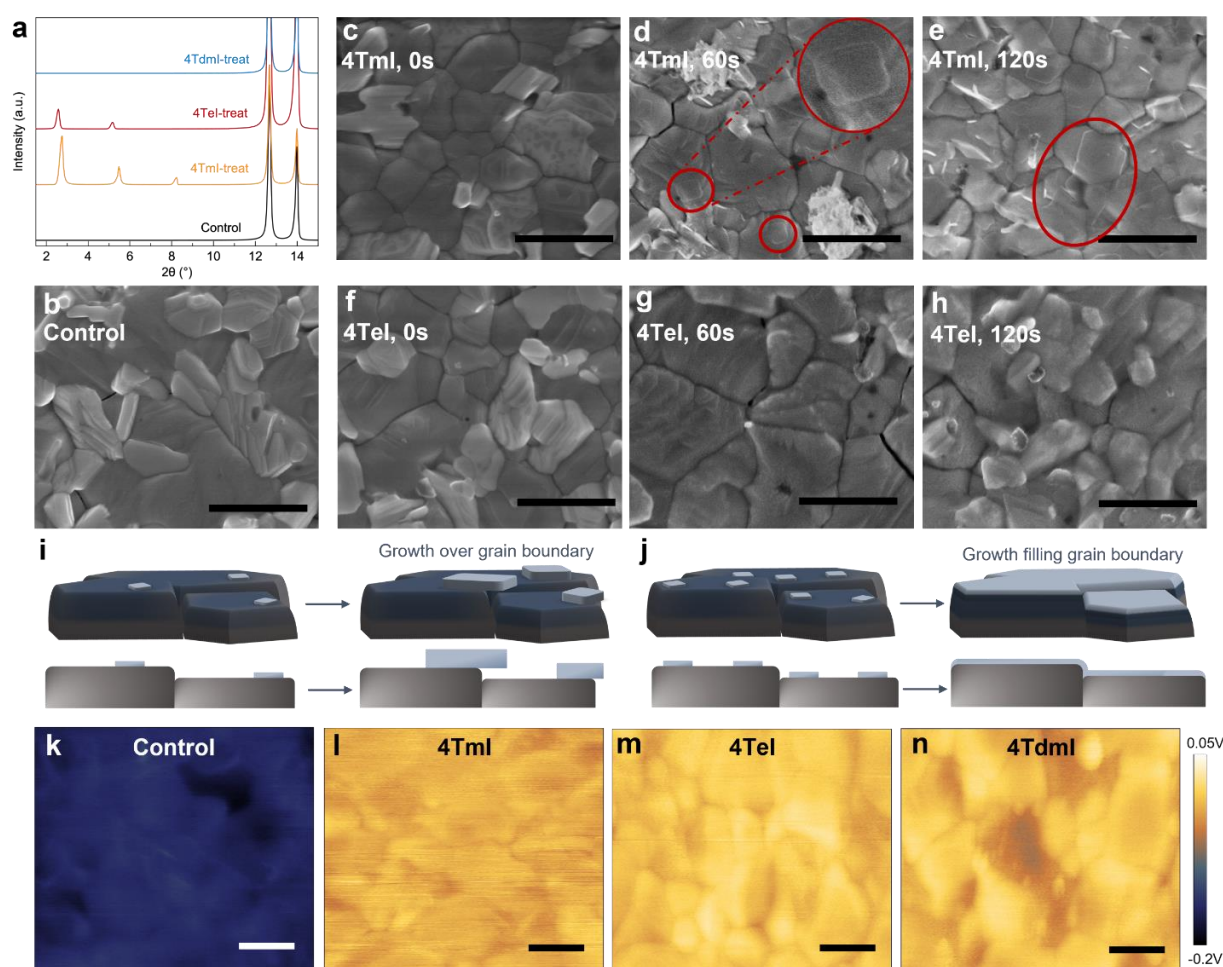 a
4TdmI-treat
4TeI-treat
4TmI-treat
Control
Intensity (a.u.)
2 4 6 8 10 12 14
2θ (°)
b
Control
c
4TmI, 0s
d
4TmI, 60s
e
4TmI, 120s
f
4TeI, 0s
g
4TeI, 60s
h
4TeI, 120s
i
Growth over grain boundary
j
Growth filling grain boundary
k
Control
l
4TmI
m
4TeI
n
4TdmI
0.05V
-0.2V